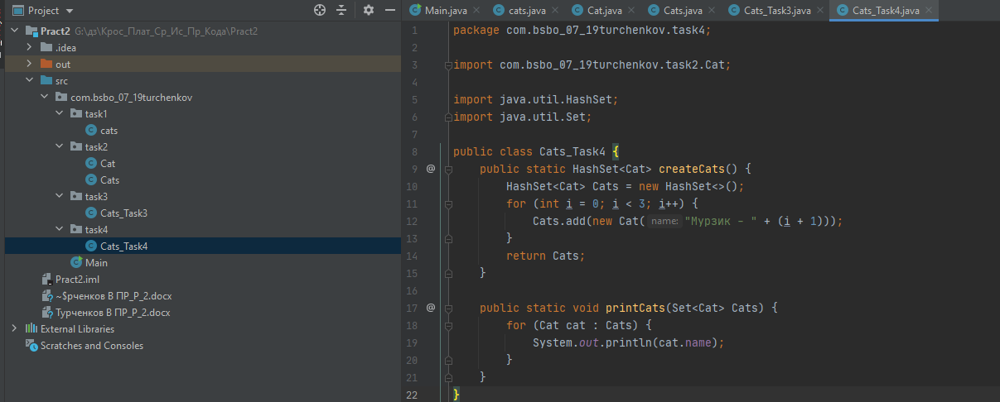 Project
Pract2 G:\дз\Крос_Плат_Ср_Ис_Пр_Кода\Pract2
.idea
out
src
com.bsbo_07_19turchenkov
task1
cats
task2
Cat
Cats
task3
Cats_Task3
task4
Cats_Task4
Main
Pract2.iml
~$рченков В ПР_Р_2.docx
Турченков В ПР_Р_2.docx
External Libraries
Scratches and Consoles
Main.java cats.java Cat.java Cats.java Cats_Task3.java Cats_Task4.java
1 package com.bsbo_07_19turchenkov.task4;
2
3 import com.bsbo_07_19turchenkov.task2.Cat;
4
5 import java.util.HashSet;
6 import java.util.Set;
7
8 public class Cats_Task4 {
9 @ public static HashSet<Cat> createCats() {
10 HashSet<Cat> Cats = new HashSet<>();
11 for (int i = 0; i < 3; i++) {
12 Cats.add(new Cat( name: "Мурзик - " + (i + 1)));
13 }
14 return Cats;
15 }
16
17 @ public static void printCats(Set<Cat> Cats) {
18 for (Cat cat : Cats) {
19 System.out.println(cat.name);
20 }
21 }
22 }